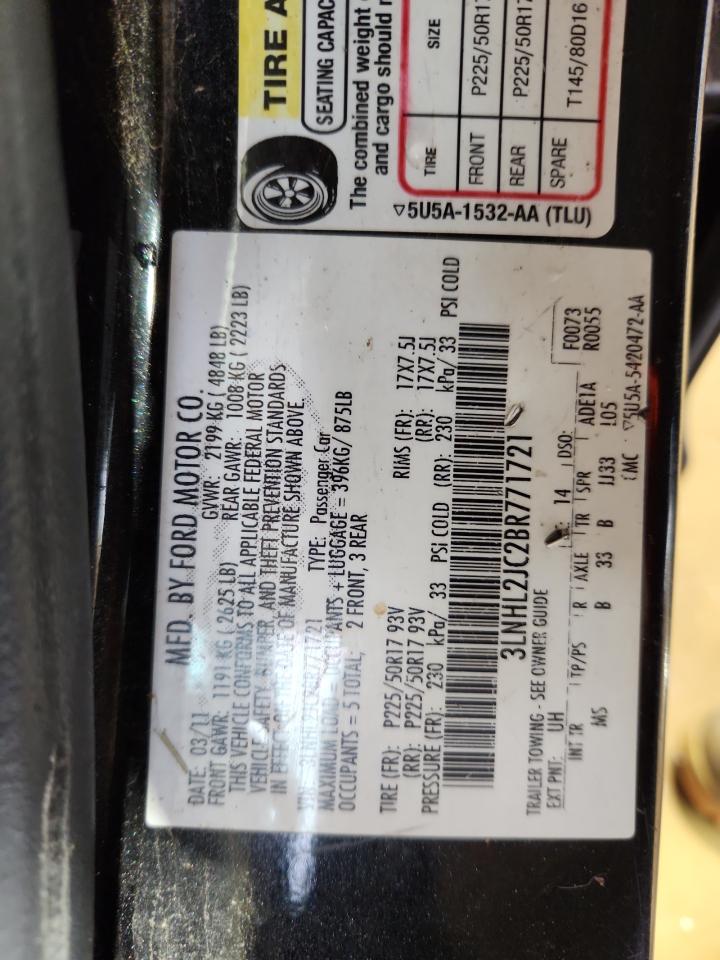 TIRE A
SEATING CAPAC
The combined weight
and cargo should
TIRE SIZE
FRONT P225/50R17
REAR P225/50R17
SPARE T145/80D16
▽5U5A-1532-AA (TLU)
MFD. BY FORD MOTOR CO.
DATE: 03/11 GVWR: 2199 KG ( 4848 LB)
FRONT GAWR: 1191 KG ( 2625 LB) REAR GAWR: 1008 KG ( 2223 LB)
THIS VEHICLE CONFORMS TO ALL APPLICABLE FEDERAL MOTOR
VEHICLE SAFETY, BUMPER, AND THEFT PREVENTION STANDARDS
IN EFFECT ON THE DATE OF MANUFACTURE SHOWN ABOVE.
VIN: 3LNHL2JC2BR771721 TYPE: Passenger Car
MAXIMUM LOAD = OCCUPANTS + LUGGAGE = 396KG/ 875LB
OCCUPANTS = 5 TOTAL; 2 FRONT, 3 REAR
TIRE (FR): P225/50R17 93V RIMS (FR): 17X7.5J
(RR): P225/50R17 93V (RR): 17X7.5J
PRESSURE (FR): 230 kPa/ 33 PSI COLD (RR): 230 kPa/ 33 PSI COLD
3LNHL2JC2BR771721
TRAILER TOWING - SEE OWNER GUIDE
EXT PNT: UH : 14 DSO: F0073
R0055
INT TR TP/PS R AXLE TR SPR ADE1A
MS B 33 B JJ33 L05
MC ▽5U5A-5420472-AA